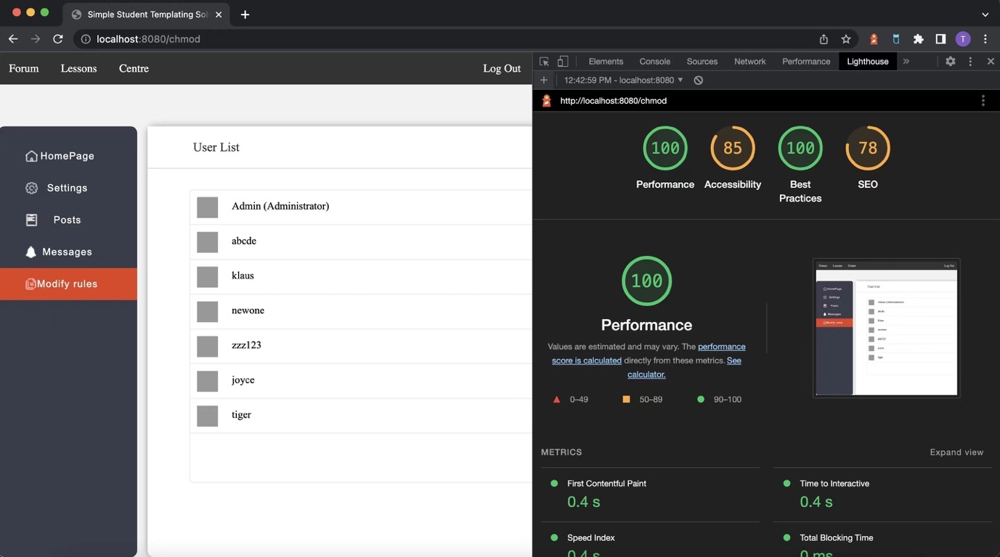 Simple Student Templating Sol
localhost:8080/chmod
T
Forum Lessons Centre Log Out
HomePage
Settings
Posts
Messages
Modify rules
User List
Admin (Administrator)
abcde
klaus
newone
zzz123
joyce
tiger
Elements Console Sources Network Performance Lighthouse
12:42:59 PM - localhost:8080
http://localhost:8080/chmod
100 85 100 78
Performance Accessibility Best Practices SEO
100
Performance
Values are estimated and may vary. The performance
score is calculated directly from these metrics. See
calculator.
0–49 50–89 90–100
METRICS Expand view
First Contentful Paint
0.4 s
Time to Interactive
0.4 s
Speed Index
0.4 s
Total Blocking Time
0 ms